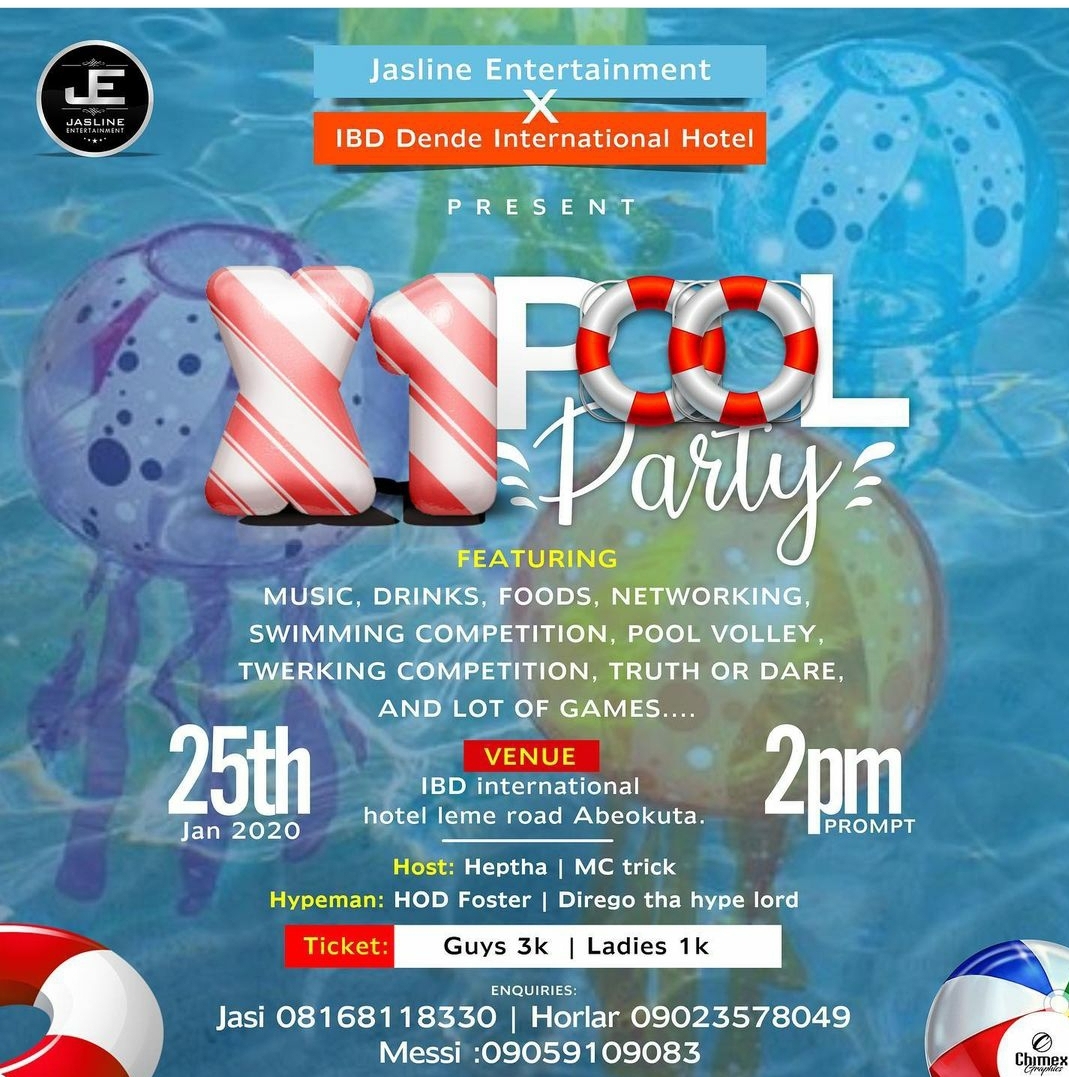 JE
JASLINE
ENTERTAINMENT
Jasline Entertainment
X
IBD Dende International Hotel
PRESENT
X1 POOL
Party
FEATURING
MUSIC, DRINKS, FOODS, NETWORKING,
SWIMMING COMPETITION, POOL VOLLEY,
TWERKING COMPETITION, TRUTH OR DARE,
AND LOT OF GAMES....
25th
Jan 2020
VENUE
IBD international
hotel leme road Abeokuta.
2pm
PROMPT
Host: Heptha | MC trick
Hypeman: HOD Foster | Dirego tha hype lord
Ticket: Guys 3k | Ladies 1k
ENQUIRIES:
Jasi 08168118330 | Horlar 09023578049
Messi :09059109083
Chimex
Graphics